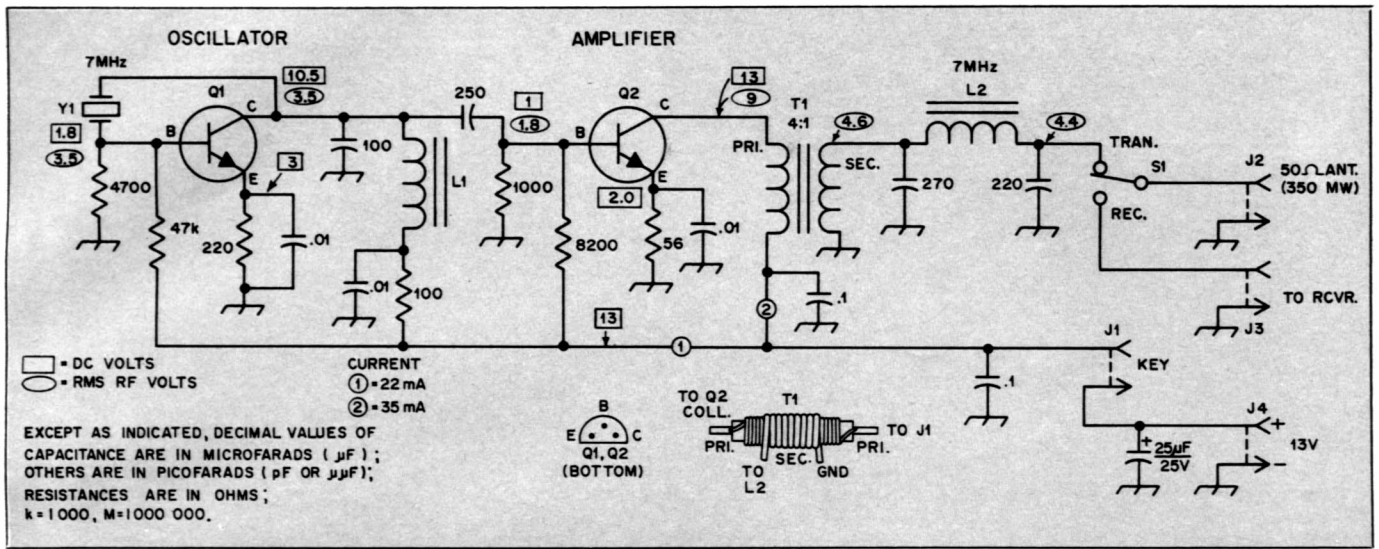 OSCILLATOR
AMPLIFIER
7MHz
Y1
1.8
3.5
10.5
3.5
Q1
C
B
E
3
4700
47k
220
.01
100
L1
.01
100
250
1
1.8
1000
8200
Q2
C
B
E
2.0
56
.01
13
9
T1
4:1
PRI.
SEC.
4.6
7MHz
L2
4.4
270
220
TRAN.
S1
REC.
J2
50Ω ANT.
(350 MW)
TO RCVR.
J3
.1
2
13
1
.1
J1
KEY
J4
+
13V
-
+
25µF
25V
= DC VOLTS
= RMS RF VOLTS
CURRENT
1 = 22 mA
2 = 35 mA
EXCEPT AS INDICATED, DECIMAL VALUES OF
CAPACITANCE ARE IN MICROFARADS (µF);
OTHERS ARE IN PICOFARADS (pF OR µµF);
RESISTANCES ARE IN OHMS;
k=1000, M=1000 000.
B
E
C
Q1, Q2
(BOTTOM)
TO Q2
COLL.
T1
TO J1
PRI.
PRI.
SEC.
TO
L2
GND